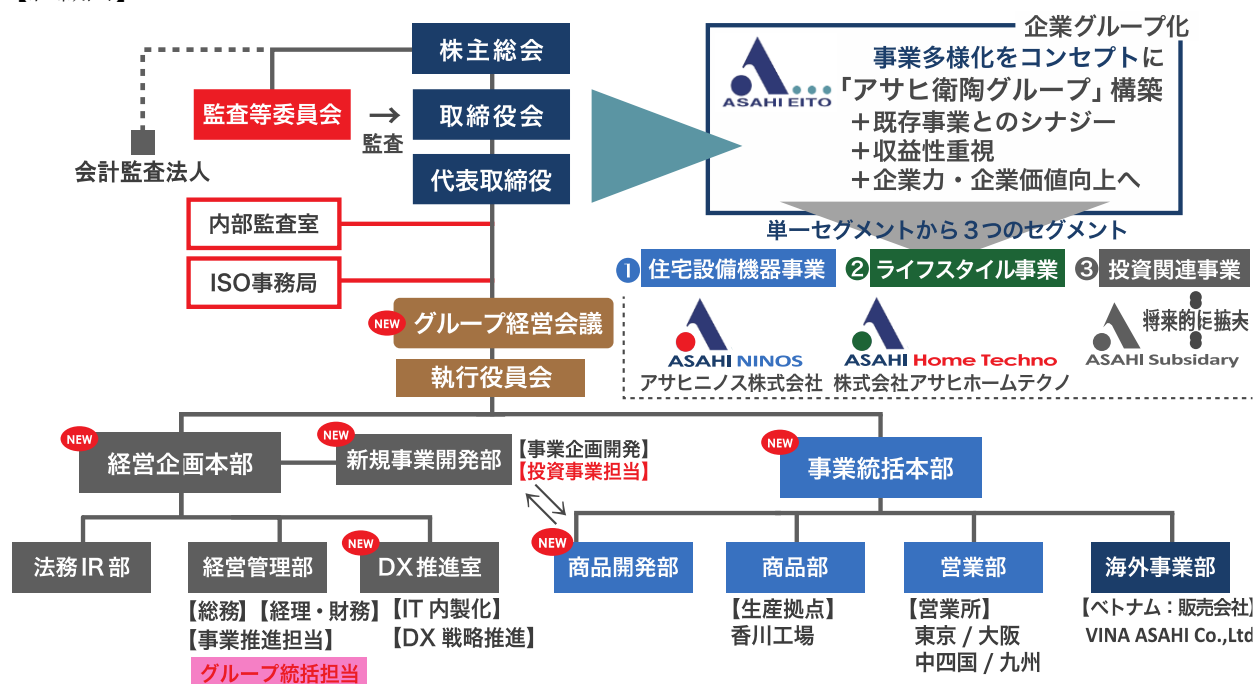 株主総会
監査等委員会
→
監査
取締役会
会計監査法人
代表取締役
内部監査室
ISO事務局
NEW
グループ経営会議
執行役員会
企業グループ化
事業多様化をコンセプトに
ASAHI EITO
「アサヒ衛陶グループ」構築
+既存事業とのシナジー
+収益性重視
+企業力・企業価値向上へ
単一セグメントから3つのセグメント
❶ 住宅設備機器事業
❷ ライフスタイル事業
❸ 投資関連事業
ASAHI NINOS
アサヒニノス株式会社
ASAHI Home Techno
株式会社アサヒホームテクノ
将来的に拡大
ASAHI Subsidary
NEW
経営企画本部
NEW
新規事業開発部
【事業企画開発】
【投資事業担当】
NEW
事業統括本部
法務IR部
経営管理部
【総務】【経理・財務】
【事業推進担当】
グループ統括担当
NEW
DX推進室
【IT内製化】
【DX戦略推進】
NEW
商品開発部
商品部
【生産拠点】
香川工場
営業部
【営業所】
東京 / 大阪
中四国 / 九州
海外事業部
【ベトナム：販売会社】
VINA ASAHI Co.,Ltd